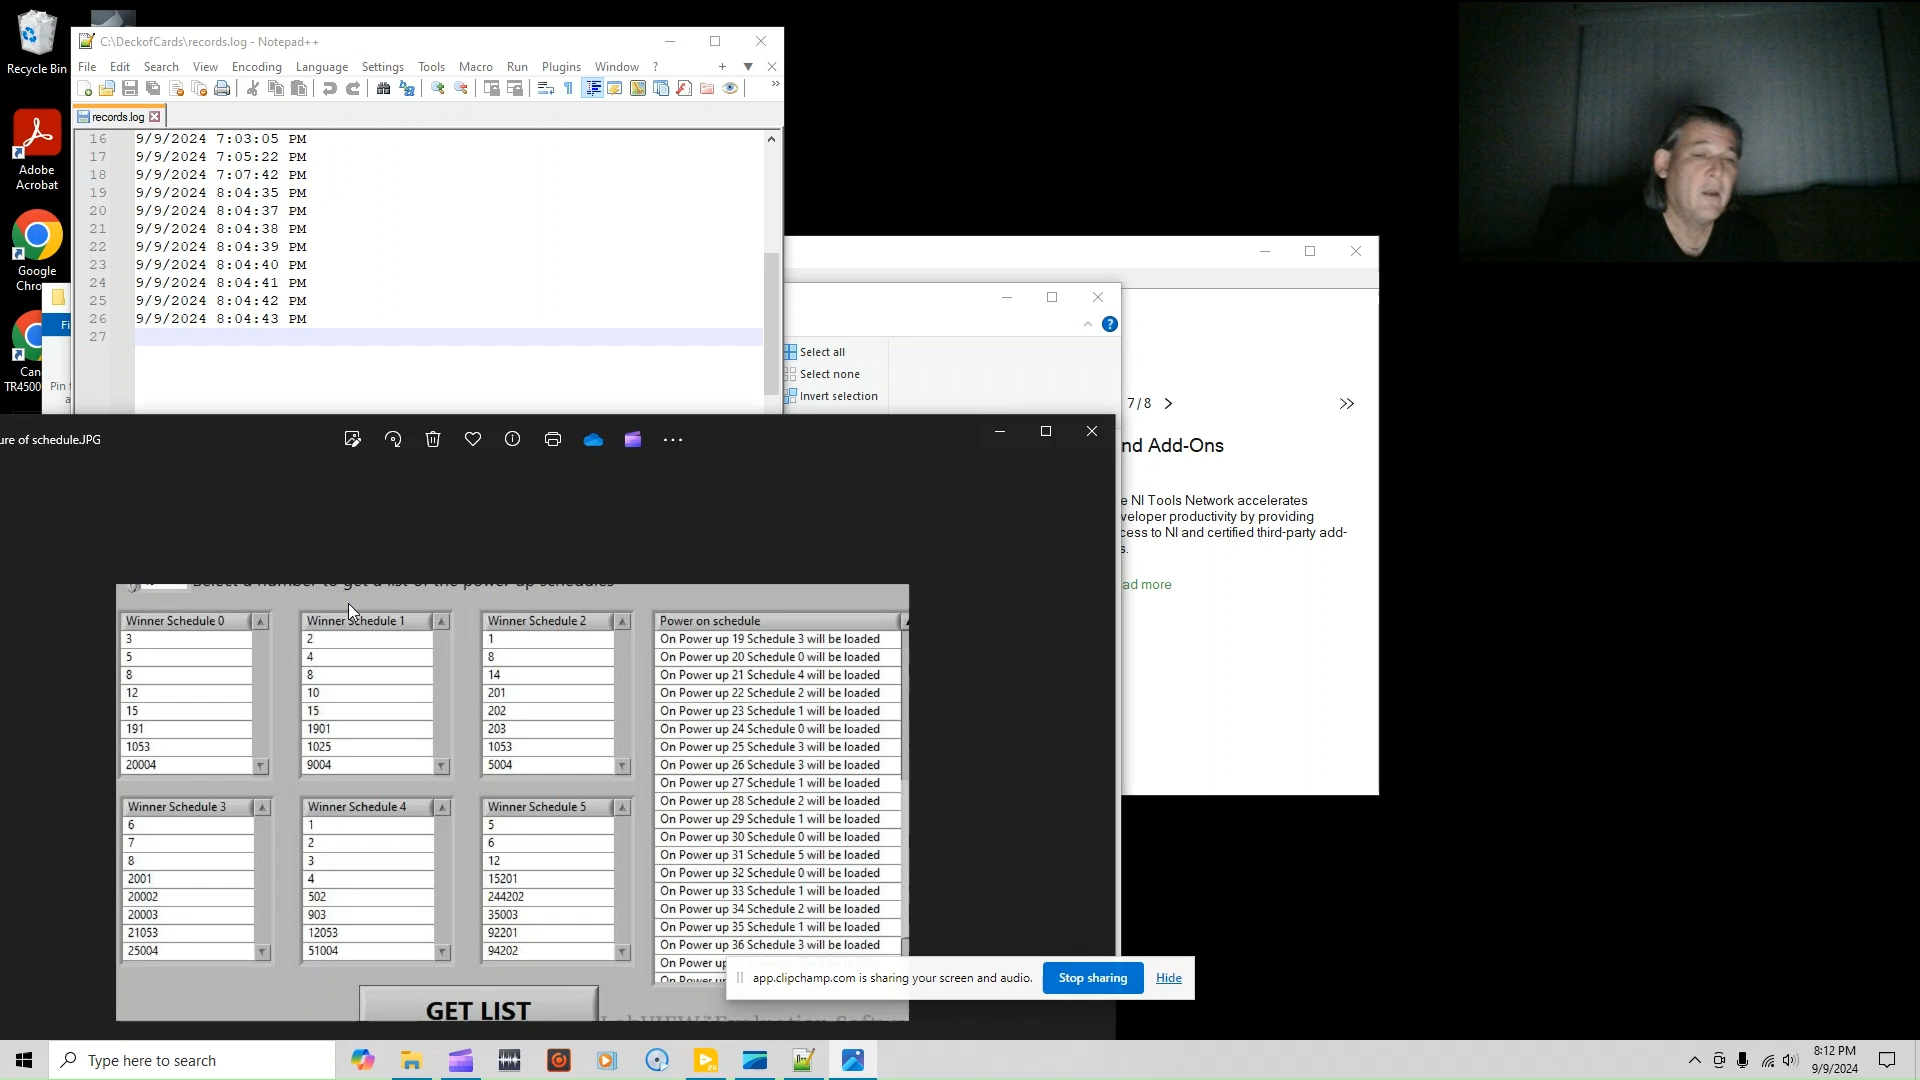 Recycle Bin
Adobe
Acrobat
Google
Chro...
Can
TR4500
C:\DeckofCards\records.log - Notepad++
File Edit Search View Encoding Language Settings Tools Macro Run Plugins Window ?
records.log
16 9/9/2024 7:03:05 PM
17 9/9/2024 7:05:22 PM
18 9/9/2024 7:07:42 PM
19 9/9/2024 8:04:35 PM
20 9/9/2024 8:04:37 PM
21 9/9/2024 8:04:38 PM
22 9/9/2024 8:04:39 PM
23 9/9/2024 8:04:40 PM
24 9/9/2024 8:04:41 PM
25 9/9/2024 8:04:42 PM
26 9/9/2024 8:04:43 PM
27
Fi
Pin
a
Select all
Select none
Invert selection
7/8
nd Add-Ons
e NI Tools Network accelerates
veloper productivity by providing
cess to NI and certified third-party add-
s.
ad more
ure of schedule.JPG
Select a number to get a list of the power up schedules
Winner Schedule 0
3
5
8
12
15
191
1053
20004
Winner Schedule 1
2
4
8
10
15
1901
1025
9004
Winner Schedule 2
1
8
14
201
202
203
1053
5004
Winner Schedule 3
6
7
8
2001
20002
20003
21053
25004
Winner Schedule 4
1
2
3
4
502
903
12053
51004
Winner Schedule 5
5
6
12
15201
244202
35003
92201
94202
Power on schedule
On Power up 19 Schedule 3 will be loaded
On Power up 20 Schedule 0 will be loaded
On Power up 21 Schedule 4 will be loaded
On Power up 22 Schedule 2 will be loaded
On Power up 23 Schedule 1 will be loaded
On Power up 24 Schedule 0 will be loaded
On Power up 25 Schedule 3 will be loaded
On Power up 26 Schedule 3 will be loaded
On Power up 27 Schedule 1 will be loaded
On Power up 28 Schedule 2 will be loaded
On Power up 29 Schedule 1 will be loaded
On Power up 30 Schedule 0 will be loaded
On Power up 31 Schedule 5 will be loaded
On Power up 32 Schedule 0 will be loaded
On Power up 33 Schedule 1 will be loaded
On Power up 34 Schedule 2 will be loaded
On Power up 35 Schedule 1 will be loaded
On Power up 36 Schedule 3 will be loaded
On Power up
On Power up
GET LIST
LabVIEW™ Evaluation Softwar
app.clipchamp.com is sharing your screen and audio.
Stop sharing
Hide
Type here to search
8:12 PM
9/9/2024